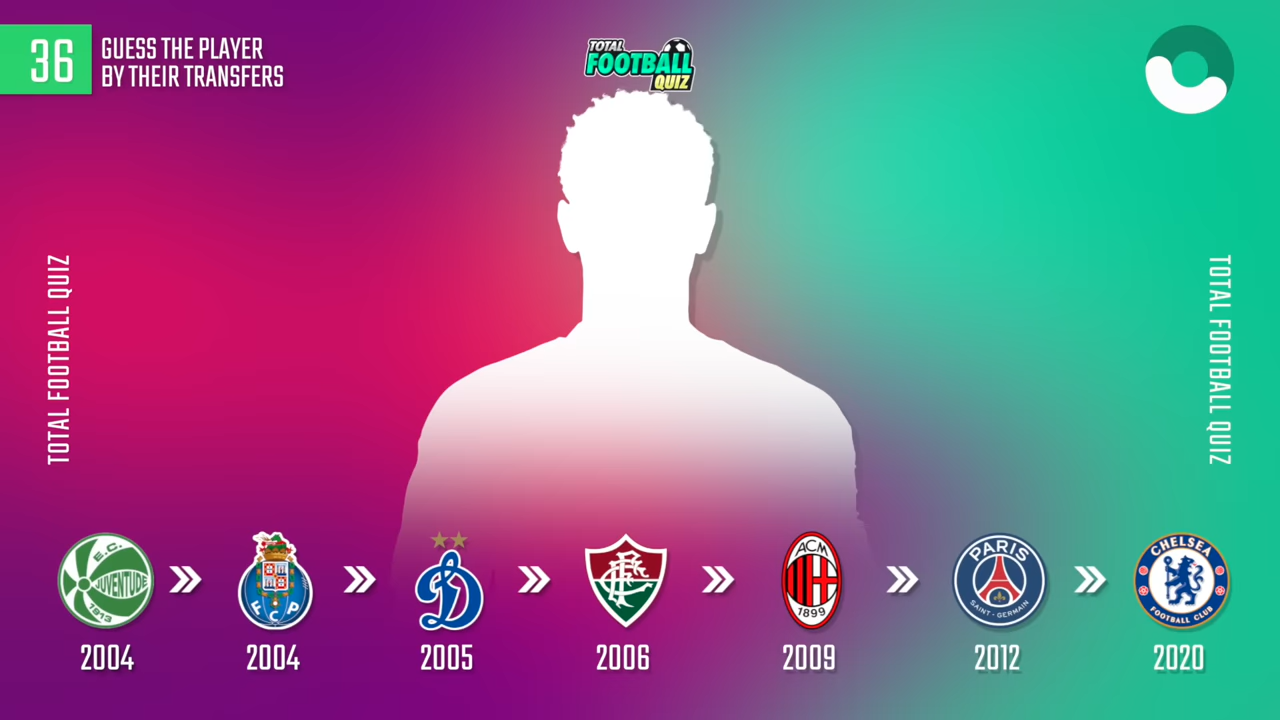 36
GUESS THE PLAYER
BY THEIR TRANSFERS
TOTAL
FOOTBALL
QUIZ
TOTAL FOOTBALL QUIZ
TOTAL FOOTBALL QUIZ
E.C.
JUVENTUDE
1913
F C P
ACM
1899
PARIS
SAINT-GERMAIN
CHELSEA
FOOTBALL CLUB
2004
2004
2005
2006
2009
2012
2020